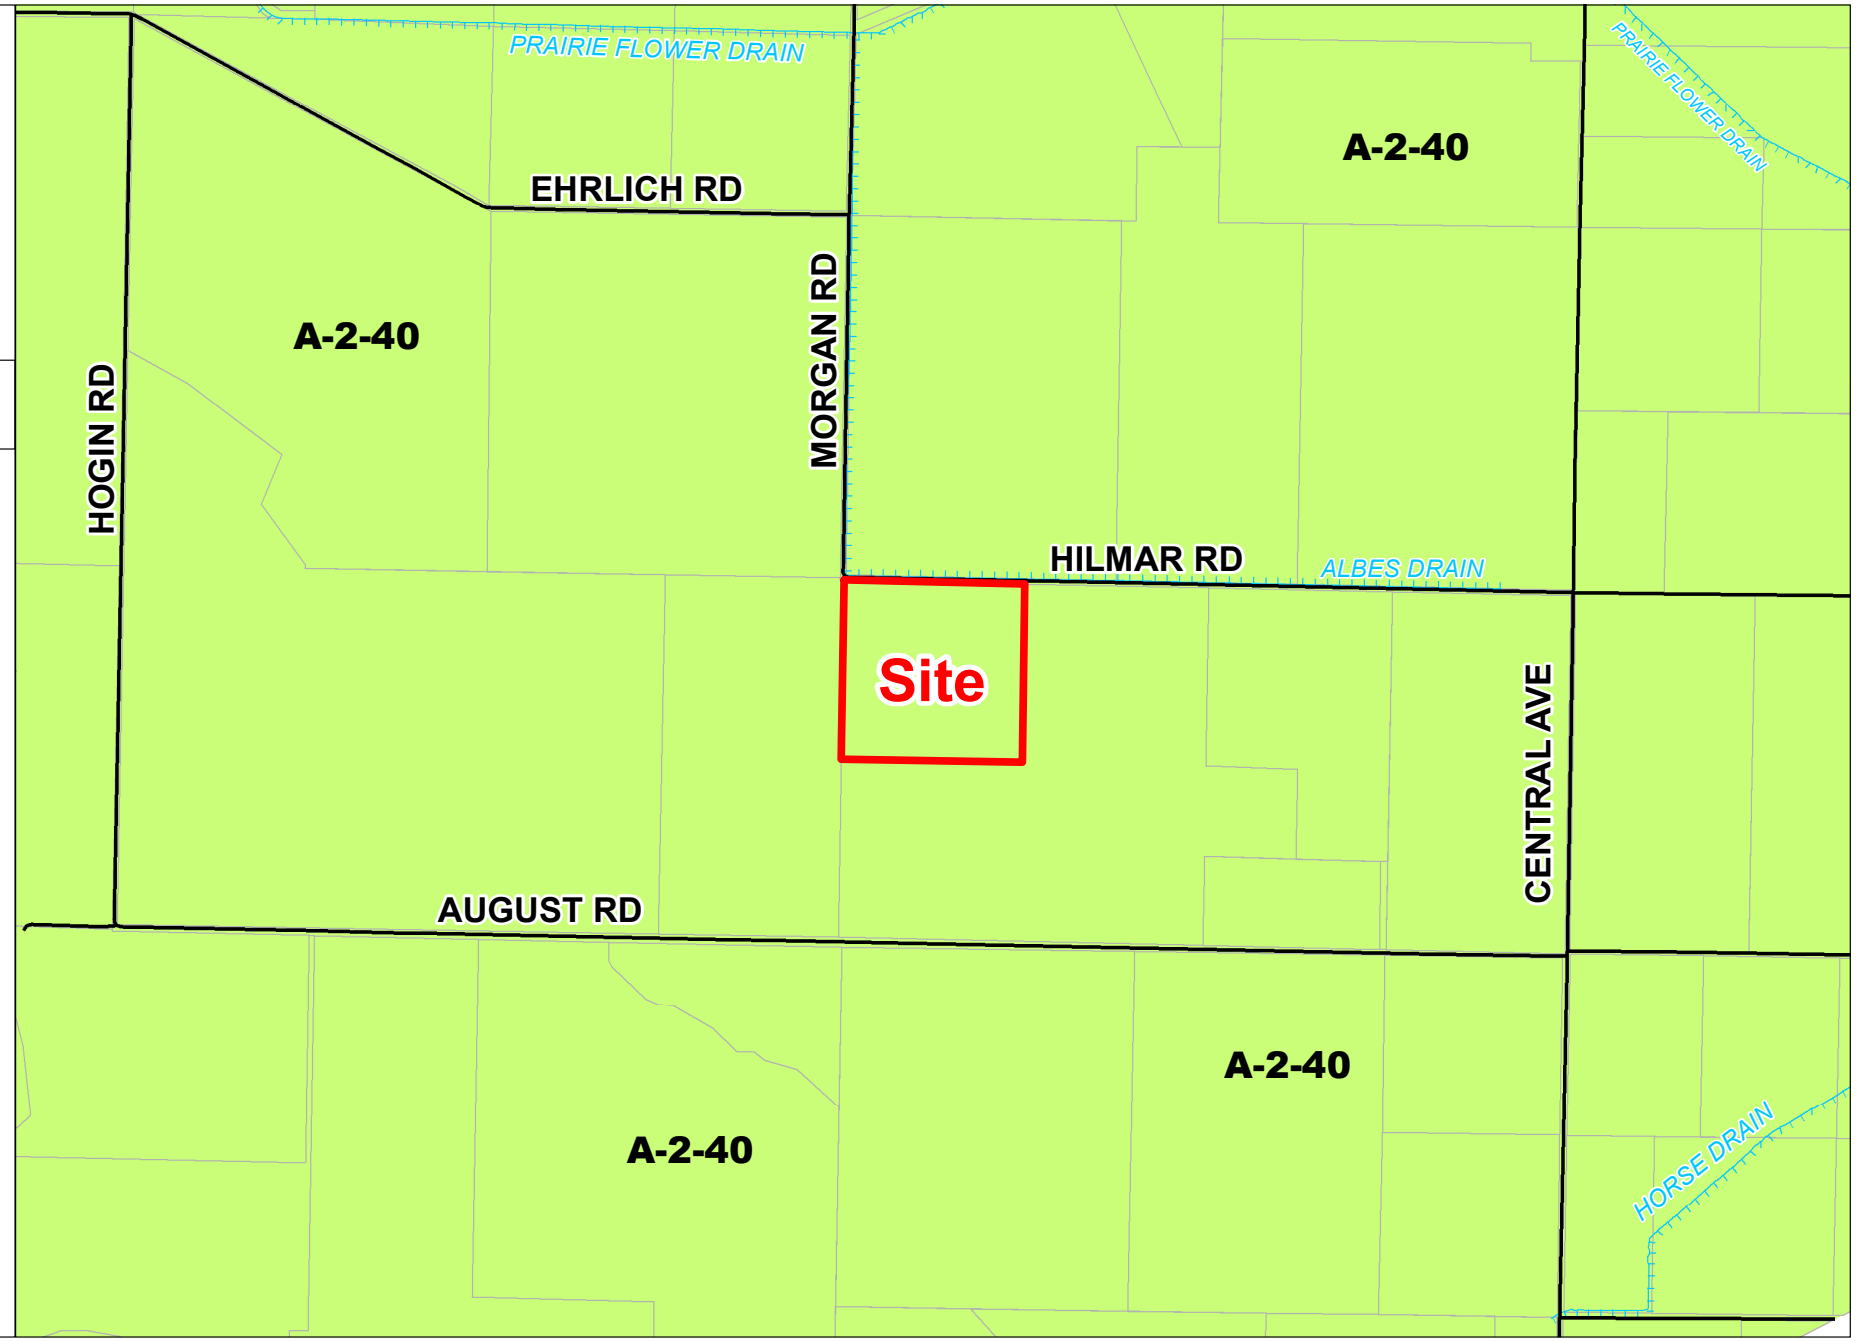 PRAIRIE FLOWER DRAIN
PRAIRIE FLOWER DRAIN
A-2-40
EHRLICH RD
A-2-40
MORGAN RD
HOGIN RD
HILMAR RD
ALBES DRAIN
Site
CENTRAL AVE
AUGUST RD
A-2-40
A-2-40
HORSE DRAIN